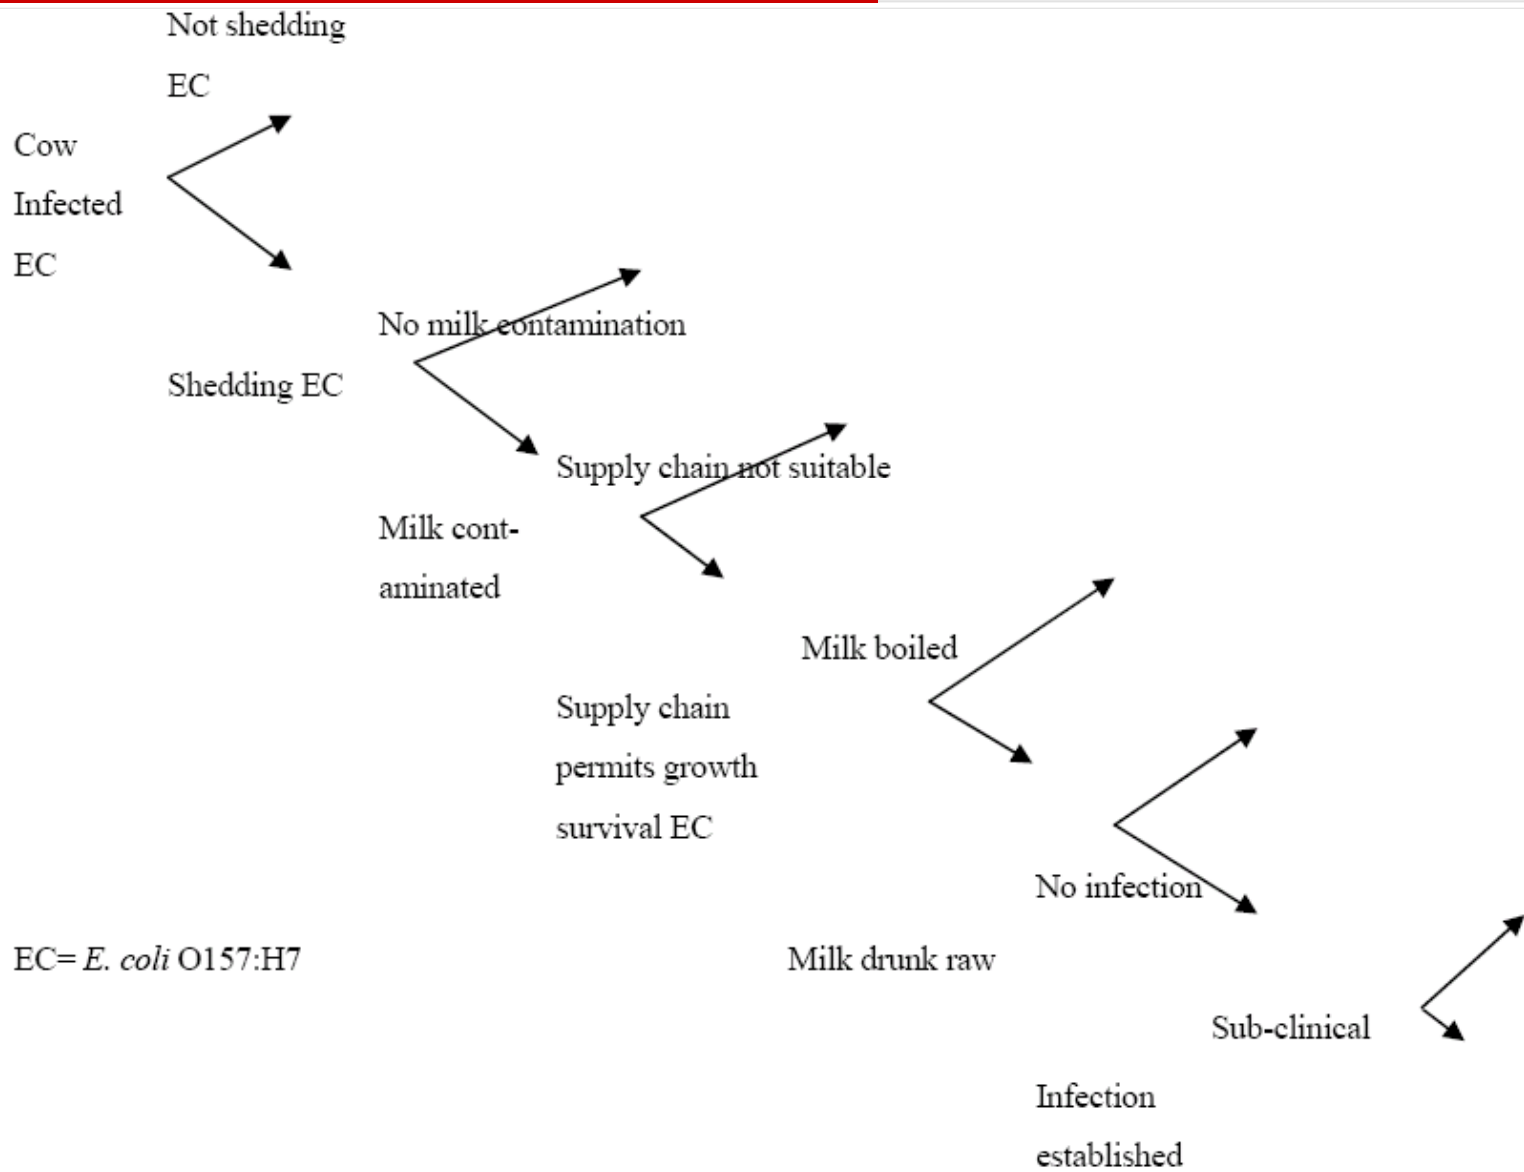 Not shedding
EC
Cow
Infected
EC
No milk contamination
Shedding EC
Supply chain not suitable
Milk cont-
aminated
Milk boiled
Supply chain
permits growth
survival EC
No infection
EC= E. coli O157:H7
Milk drunk raw
Sub-clinical
Infection
established